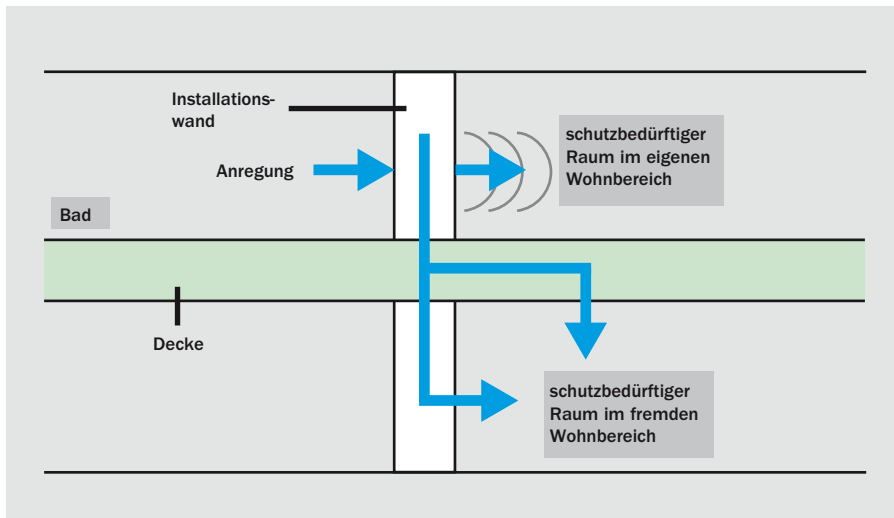 Installations-
wand
Anregung
schutzbedürftiger
Raum im eigenen
Wohnbereich
Bad
Decke
schutzbedürftiger
Raum im fremden
Wohnbereich